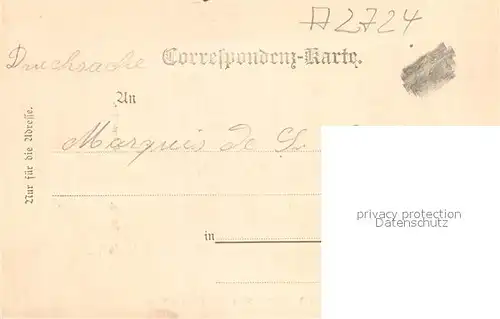 A2724
Drucksache Correspondenz-Karte.
An
Marquis de S
Nur für die Adresse.
in
privacy protection
Datenschutz